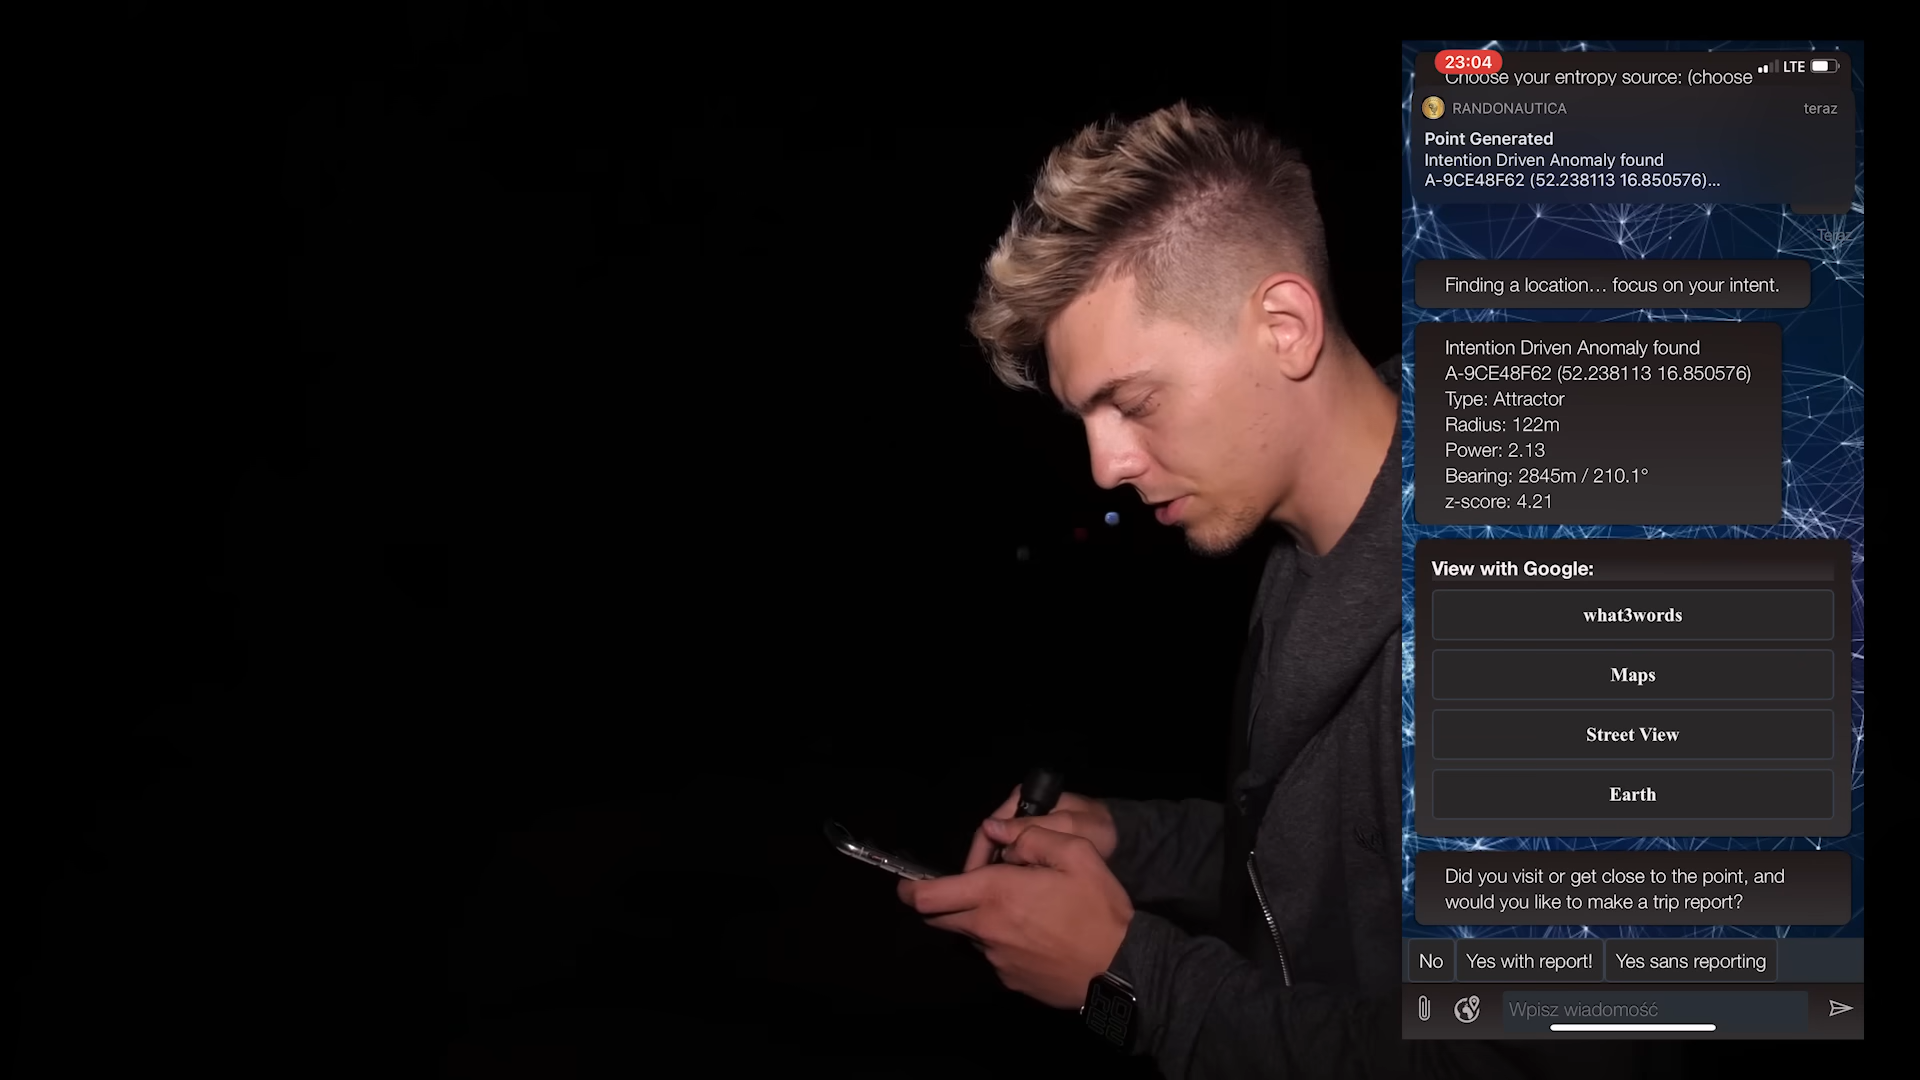 23:04
LTE
Choose your entropy source: (choose
RANDONAUTICA
teraz
Point Generated
Intention Driven Anomaly found
A-9CE48F62 (52.238113 16.850576)...
Teraz
Finding a location... focus on your intent.
Intention Driven Anomaly found
A-9CE48F62 (52.238113 16.850576)
Type: Attractor
Radius: 122m
Power: 2.13
Bearing: 2845m / 210.1°
z-score: 4.21
View with Google:
what3words
Maps
Street View
Earth
Did you visit or get close to the point, and
would you like to make a trip report?
No
Yes with report!
Yes sans reporting
Wpisz wiadomość